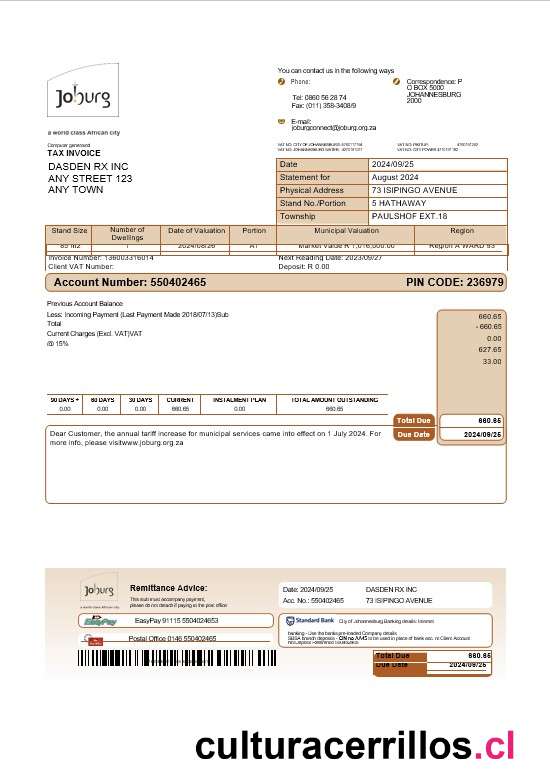 Joburg
a world class African city
You can contact us in the following ways
Phone:
Tel: 0860 56 28 74
Fax: (011) 358-3408/9
Correspondence: P
O BOX 5000
JOHANNESBURG
2000
E-mail:
joburgconnect@joburg.org.za
Computer generated
TAX INVOICE
DASDEN RX INC
ANY STREET 123
ANY TOWN
Date 2024/09/25
Statement for August 2024
Physical Address 73 ISIPINGO AVENUE
Stand No./Portion 5 HATHAWAY
Township PAULSHOF EXT.18
Stand Size Number of Dwellings Date of Valuation Portion Municipal Valuation Region
85 m2 1 2024/08/26 A1 Market Value R 1,016,000.00 Region A WARD 93
Invoice Number: 136003316014 Next Reading Date: 2023/09/27
Client VAT Number: Deposit: R 0.00
Account Number: 550402465 PIN CODE: 236979
Previous Account Balance 660.65
Less: Incoming Payment (Last Payment Made 2018/07/13)Sub - 660.65
Total 0.00
Current Charges (Excl. VAT)VAT 627.65
@ 15% 33.00
90 DAYS + 60 DAYS 30 DAYS CURRENT INSTALMENT PLAN TOTAL AMOUNT OUTSTANDING
0.00 0.00 0.00 660.65 0.00 660.65
Total Due 660.65
Due Date 2024/09/25
Dear Customer, the annual tariff increase for municipal services came into effect on 1 July 2024. For
more info, please visitwww.joburg.org.za
Joburg
a world class African city
Remittance Advice:
This stub must accompany payment,
please do not detach if paying at the post office
Date: 2024/09/25 DASDEN RX INC
Acc. No.: 550402465 73 ISIPINGO AVENUE
EasyPay EasyPay 91115 5504024653
Postal Office 0146 550402465
Standard Bank City of Johannesburg Banking details:
banking - Use the banks pre-loaded Company details
Total Due 660.65
Due Date 2024/09/25
culturacerrillos.cl